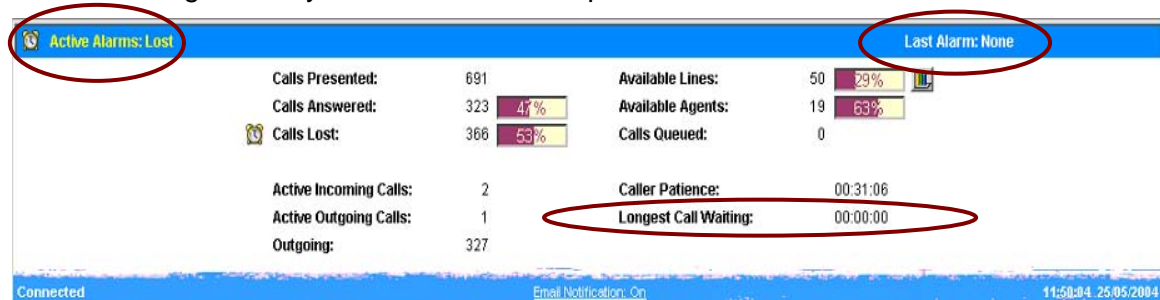 Active Alarms: Lost Last Alarm: None
Calls Presented: 691 Available Lines: 50 29%
Calls Answered: 323 47% Available Agents: 19 63%
Calls Lost: 366 53% Calls Queued: 0
Active Incoming Calls: 2 Caller Patience: 00:31:06
Active Outgoing Calls: 1 Longest Call Waiting: 00:00:00
Outgoing: 327
Connected Email Notification: On 11:50:04 25/05/2004